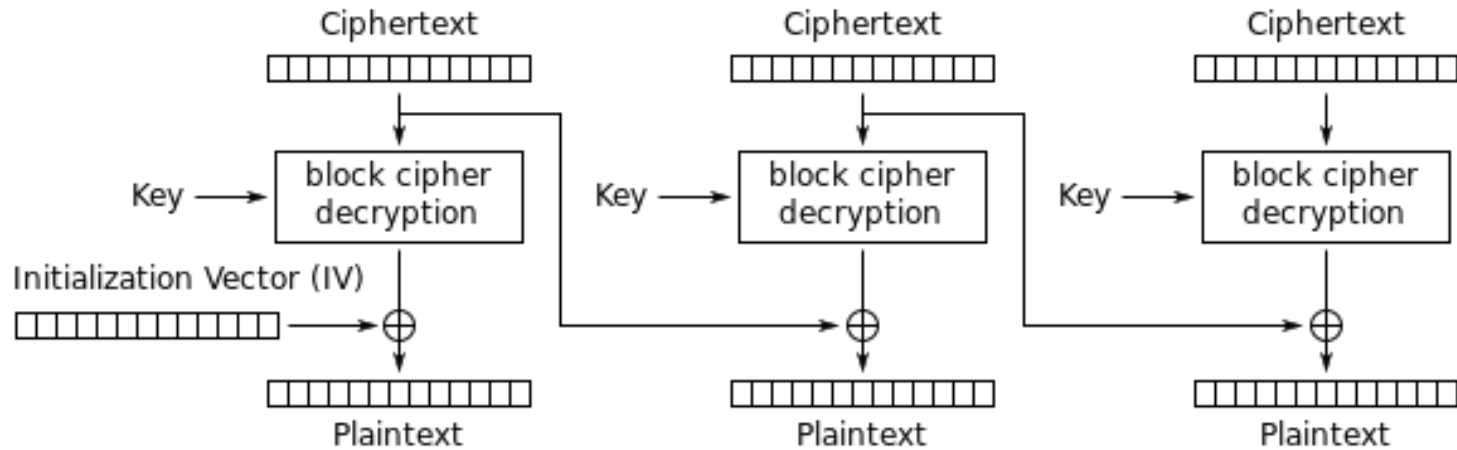 Ciphertext
Ciphertext
Ciphertext
Key
block cipher
decryption
Key
block cipher
decryption
Key
block cipher
decryption
Initialization Vector (IV)
Plaintext
Plaintext
Plaintext